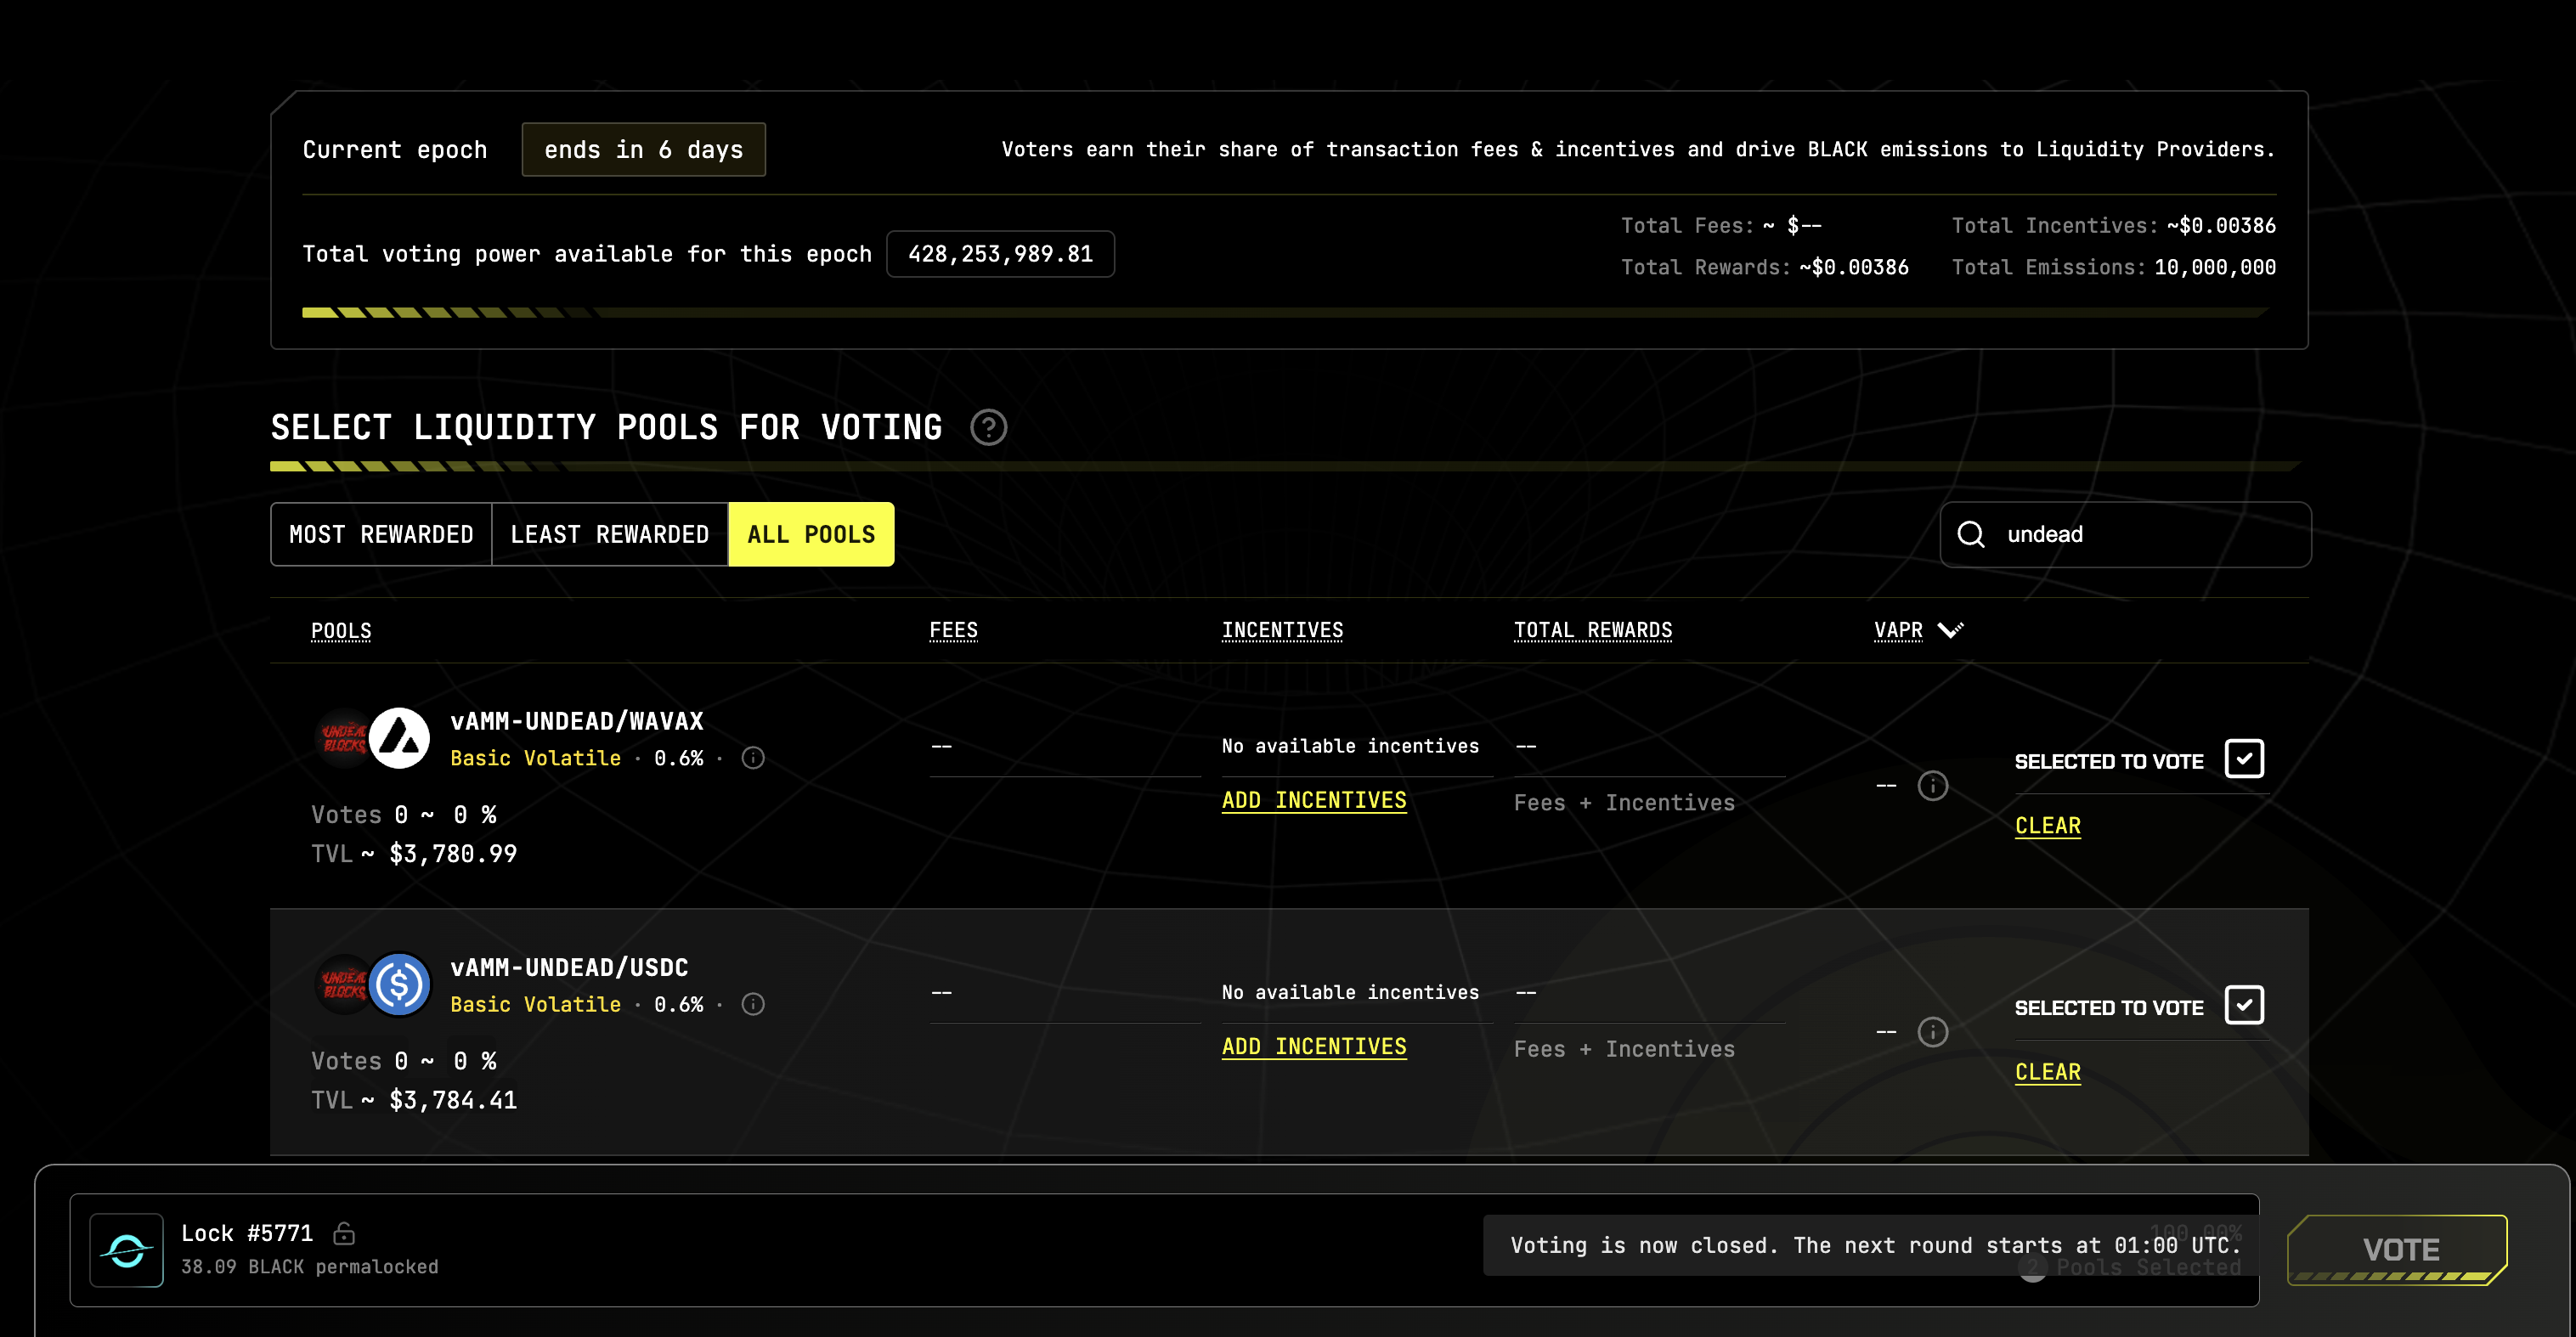 Current epoch ends in 6 days Voters earn their share of transaction fees & incentives and drive BLACK emissions to Liquidity Providers.
Total Fees: ~ $-- Total Incentives: ~$0.00386
Total voting power available for this epoch 428,253,989.81
Total Rewards: ~$0.00386 Total Emissions: 10,000,000
SELECT LIQUIDITY POOLS FOR VOTING ?
MOST REWARDED LEAST REWARDED ALL POOLS undead
POOLS FEES INCENTIVES TOTAL REWARDS VAPR
UNDEAD BLOCKS vAMM-UNDEAD/WAVAX
Basic Volatile · 0.6% ·
-- No available incentives --
SELECTED TO VOTE
ADD INCENTIVES Fees + Incentives --
Votes 0 ~ 0 %
CLEAR
TVL ~ $3,780.99
UNDEAD BLOCKS vAMM-UNDEAD/USDC
Basic Volatile · 0.6% ·
-- No available incentives --
SELECTED TO VOTE
ADD INCENTIVES Fees + Incentives --
Votes 0 ~ 0 %
CLEAR
TVL ~ $3,784.41
Lock #5771
38.09 BLACK permalocked
100.00%
Voting is now closed. The next round starts at 01:00 UTC.
2 Pools Selected
VOTE